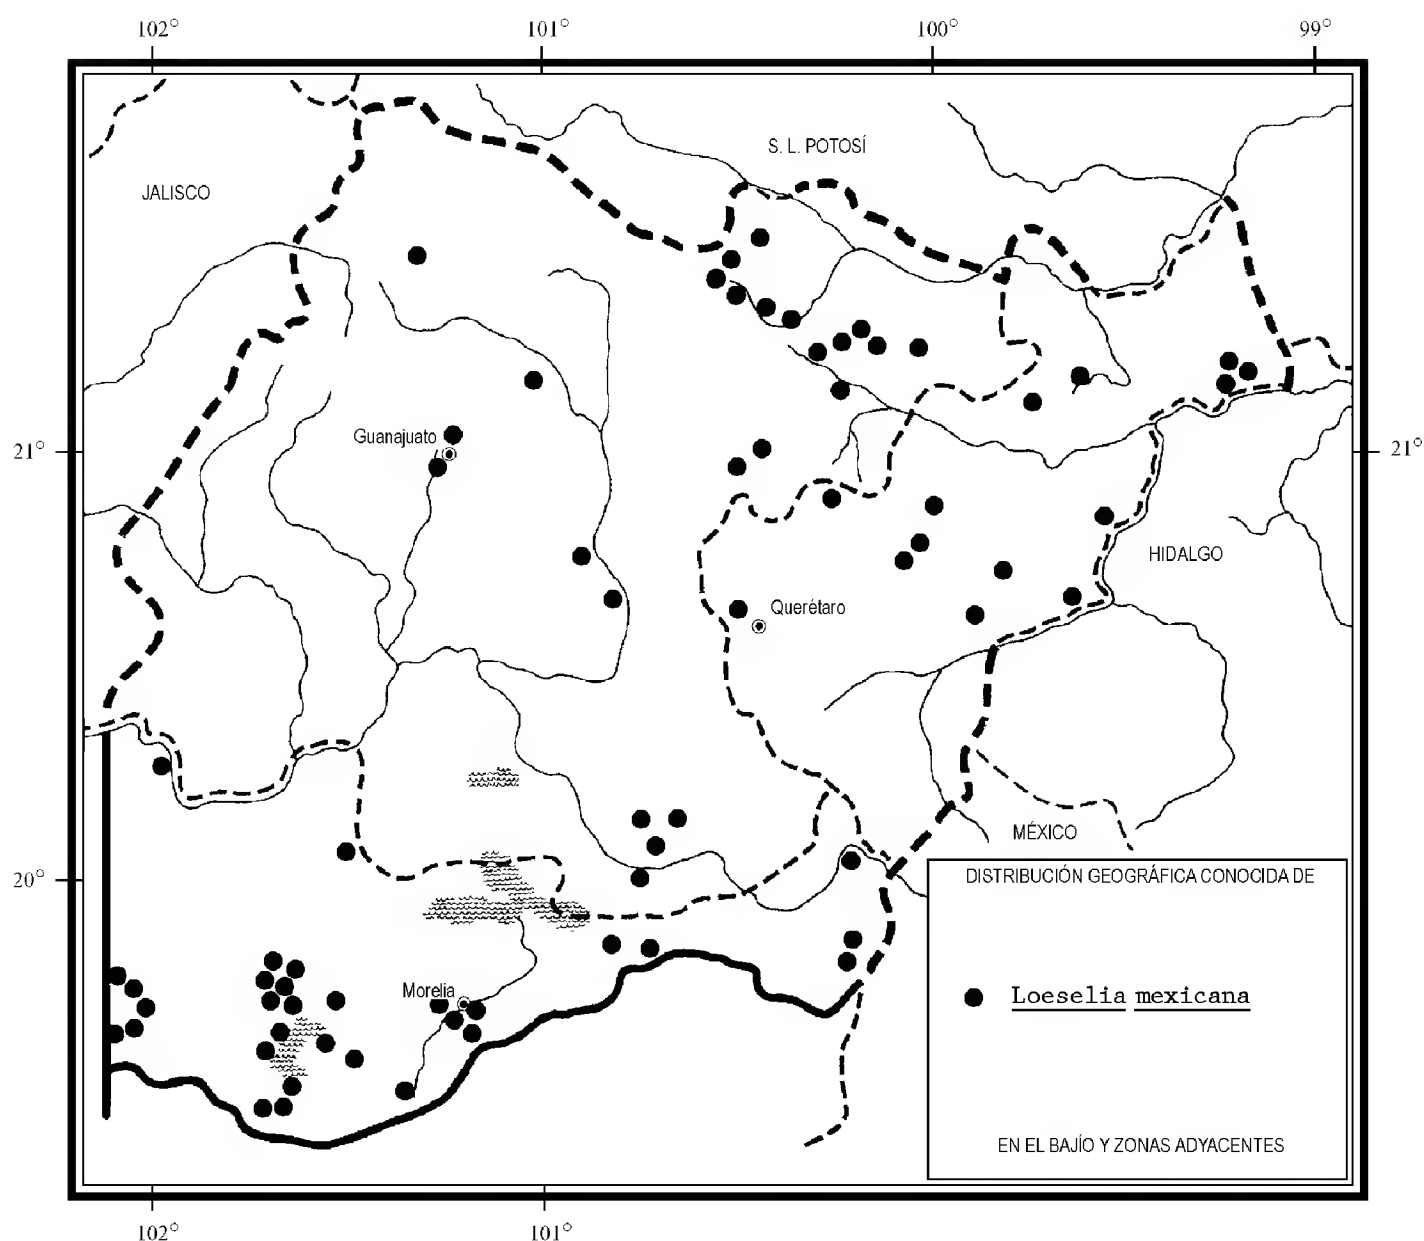 102° 101° 100° 99°
S. L. POTOSÍ
JALISCO
Guanajuato
21° 21°
HIDALGO
Querétaro
MÉXICO
20°
DISTRIBUCIÓN GEOGRÁFICA CONOCIDA DE
Morelia
Loeselia mexicana
EN EL BAJÍO Y ZONAS ADYACENTES
102° 101°